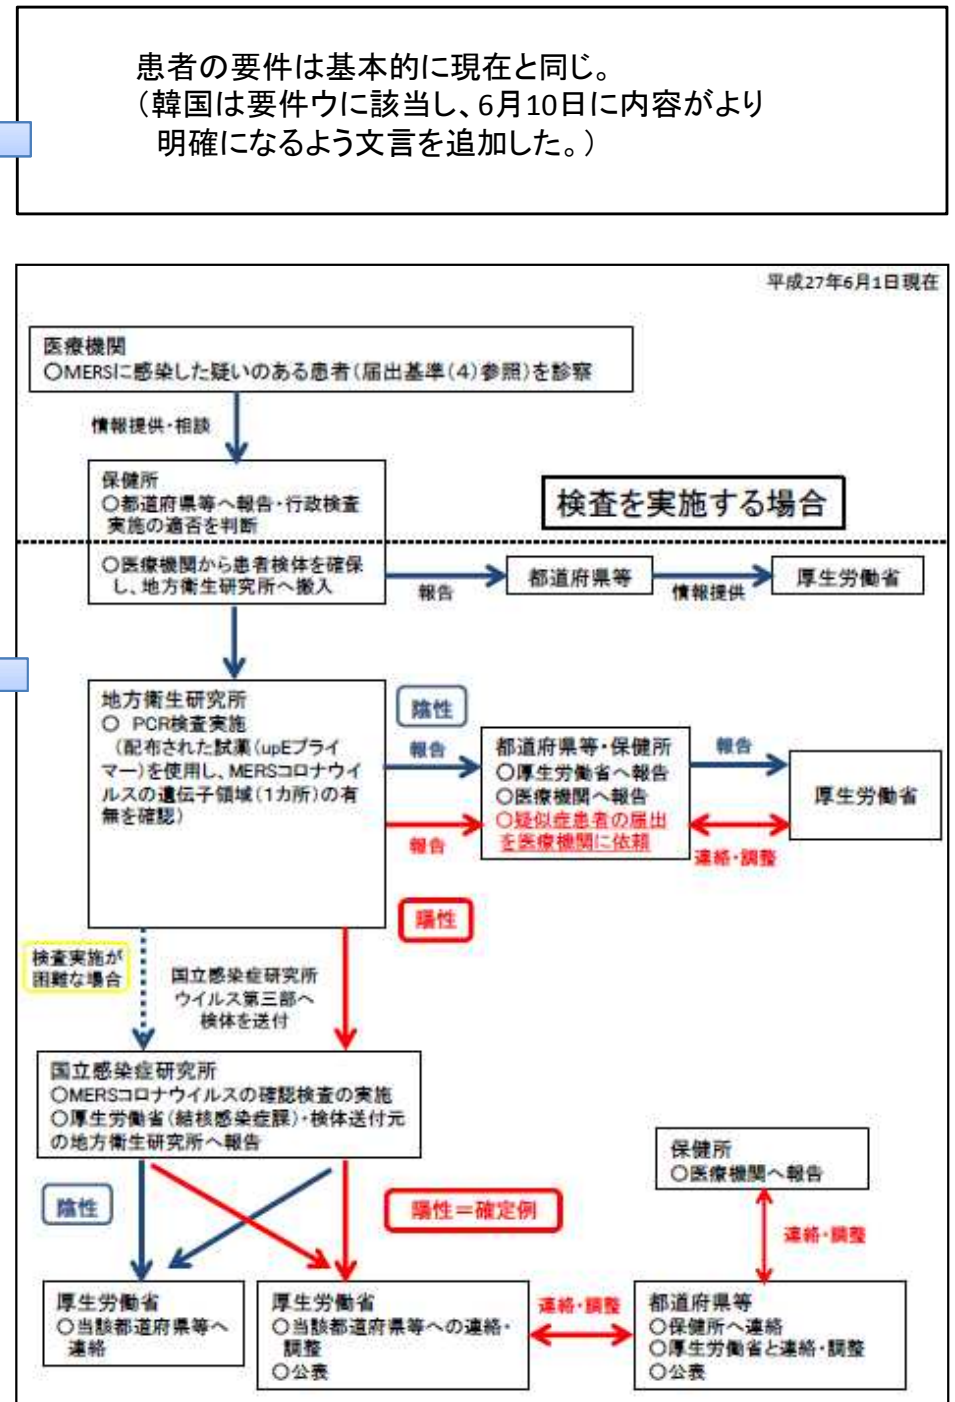 患者の要件は基本的に現在と同じ。
（韓国は要件ウに該当し、6月10日に内容がより
明確になるよう文言を追加した。）
平成27年6月1日現在
医療機関
○MERSに感染した疑いのある患者（届出基準（4）参照）を診察
情報提供・相談
保健所
○都道府県等へ報告・行政検査
実施の適否を判断
検査を実施する場合
○医療機関から患者検体を確保
し、地方衛生研究所へ搬入
報告
都道府県等
情報提供
厚生労働省
地方衛生研究所
○ PCR検査実施
（配布された試薬（upEプライ
マー）を使用し、MERSコロナウイ
ルスの遺伝子領域（1カ所）の有
無を確認）
陰性
報告
都道府県等・保健所
○厚生労働省へ報告
○医療機関へ報告
○疑似症患者の届出
を医療機関に依頼
報告
厚生労働省
報告
連絡・調整
陽性
検査実施が
困難な場合
国立感染症研究所
ウイルス第三部へ
検体を送付
国立感染症研究所
○MERSコロナウイルスの確認検査の実施
○厚生労働省（結核感染症課）・検体送付元
の地方衛生研究所へ報告
保健所
○医療機関へ報告
陰性
陽性＝確定例
連絡・調整
厚生労働省
○当該都道府県等へ
連絡
厚生労働省
○当該都道府県等への連絡・
調整
○公表
連絡・調整
都道府県等
○保健所へ連絡
○厚生労働省と連絡・調整
○公表